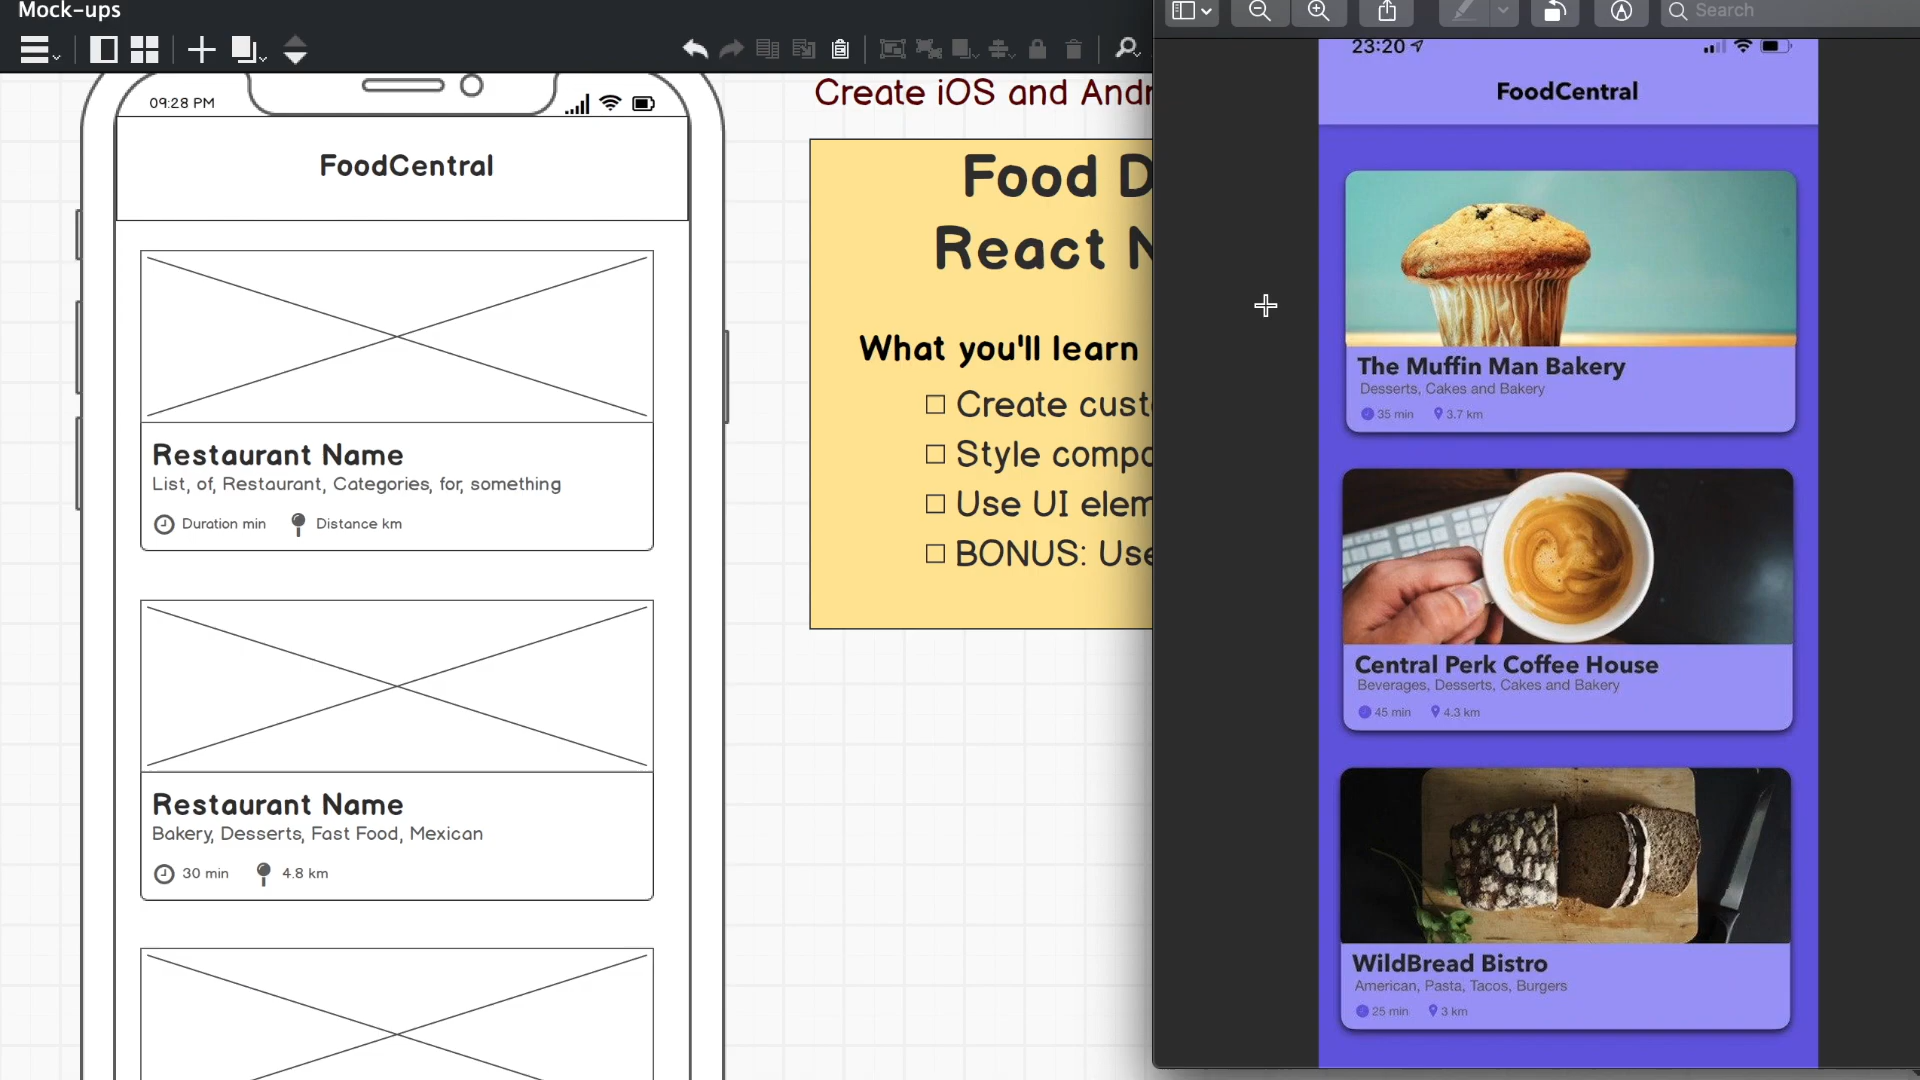 Mock-ups
09:28 PM
FoodCentral
Restaurant Name
List, of, Restaurant, Categories, for, something
Duration min
Distance km
Restaurant Name
Bakery, Desserts, Fast Food, Mexican
30 min
4.8 km
Create iOS and Andr
Food D
React N
What you'll learn
Create cust
Style compo
Use UI elem
BONUS: Use
Search
23:20
FoodCentral
The Muffin Man Bakery
Desserts, Cakes and Bakery
35 min
3.7 km
Central Perk Coffee House
Beverages, Desserts, Cakes and Bakery
45 min
4.3 km
WildBread Bistro
American, Pasta, Tacos, Burgers
25 min
3 km